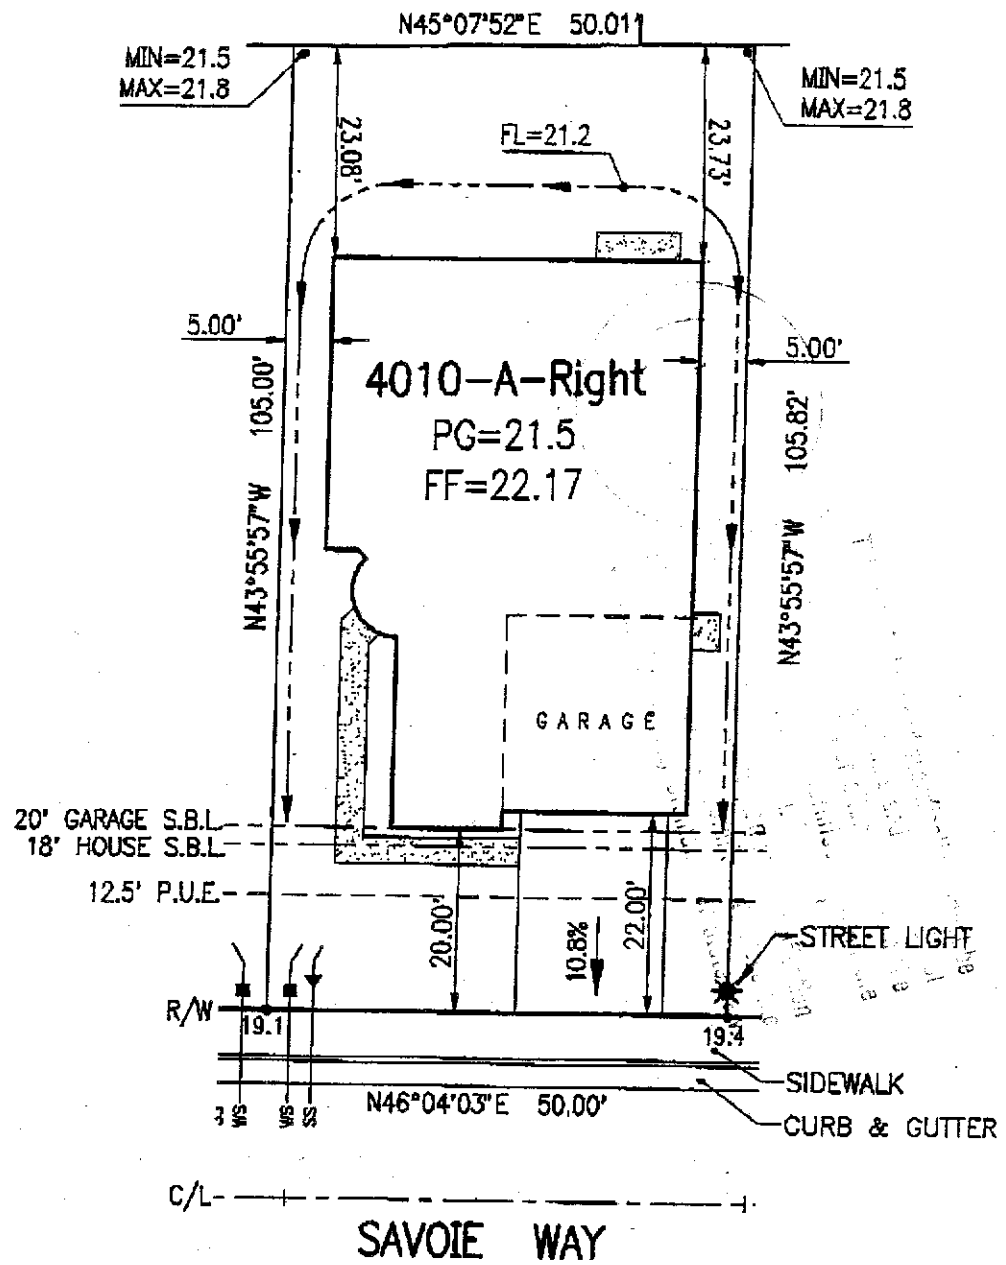 N45°07'52"E 50.01'
MIN=21.5
MAX=21.8
MIN=21.5
MAX=21.8
23.08'
FL=21.2
23.73'
5.00'
5.00'
4010-A-Right
PG=21.5
FF=22.17
N43°55'57"W 105.00'
N43°55'57"W 105.82'
GARAGE
20' GARAGE S.B.L.
18' HOUSE S.B.L.
12.5' P.U.E.
20.00'
10.8%
22.00'
STREET LIGHT
R/W
19.1
19.4
SIDEWALK
WS
WS
SS
N46°04'03"E 50.00'
CURB & GUTTER
C/L
SAVOIE WAY